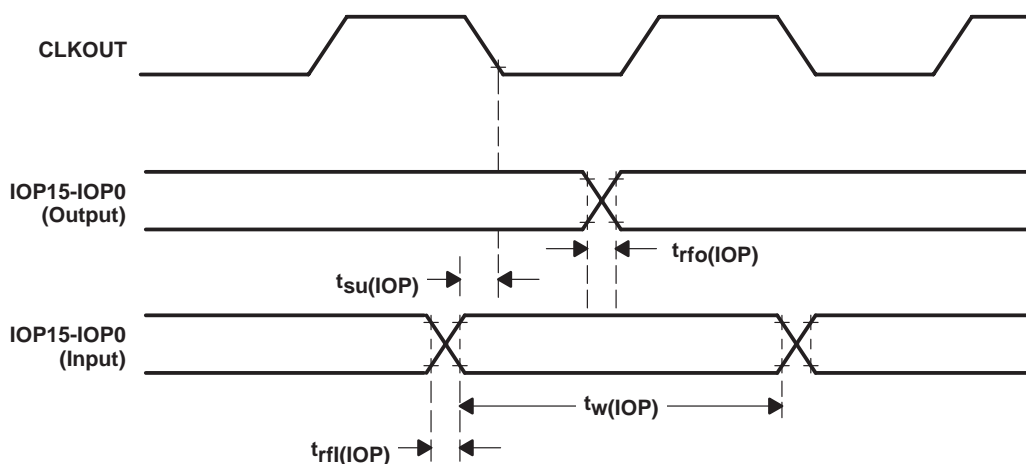 CLKOUT
IOP15-IOP0
(Output)
trfo(IOP)
tsu(IOP)
IOP15-IOP0
(Input)
tw(IOP)
trfI(IOP)